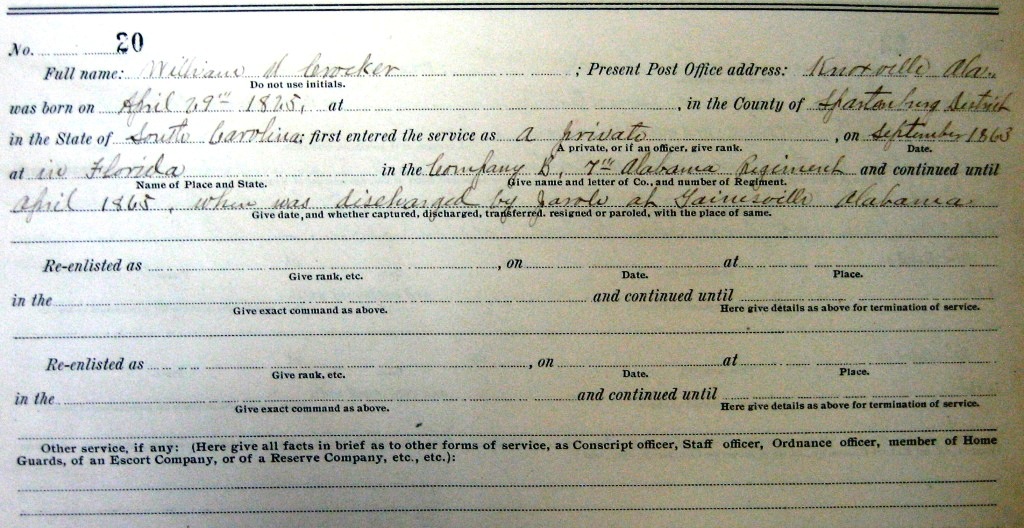 No. 20
Full name: William H Crocker ; Present Post Office address: Knoxville Ala.
Do not use initials.
was born on April 29th 1825, at , in the County of Spartanburg District
in the State of South Carolina; first entered the service as a private , on September 1863
A private, or if an officer, give rank. Date.
at in Florida in the Company B, 7th Alabama Regiment and continued until
Name of Place and State. Give name and letter of Co., and number of Regiment.
April 1865, when was discharged by Parole at Gainesville Alabama.
Give date, and whether captured, discharged, transferred. resigned or paroled, with the place of same.
Re-enlisted as , on at
Give rank, etc. Date. Place.
in the and continued until
Give exact command as above. Here give details as above for termination of service.
Re-enlisted as , on at
Give rank, etc. Date. Place.
in the and continued until
Give exact command as above. Here give details as above for termination of service.
Other service, if any: (Here give all facts in brief as to other forms of service, as Conscript officer, Staff officer, Ordnance officer, member of Home
Guards, of an Escort Company, or of a Reserve Company, etc., etc.):